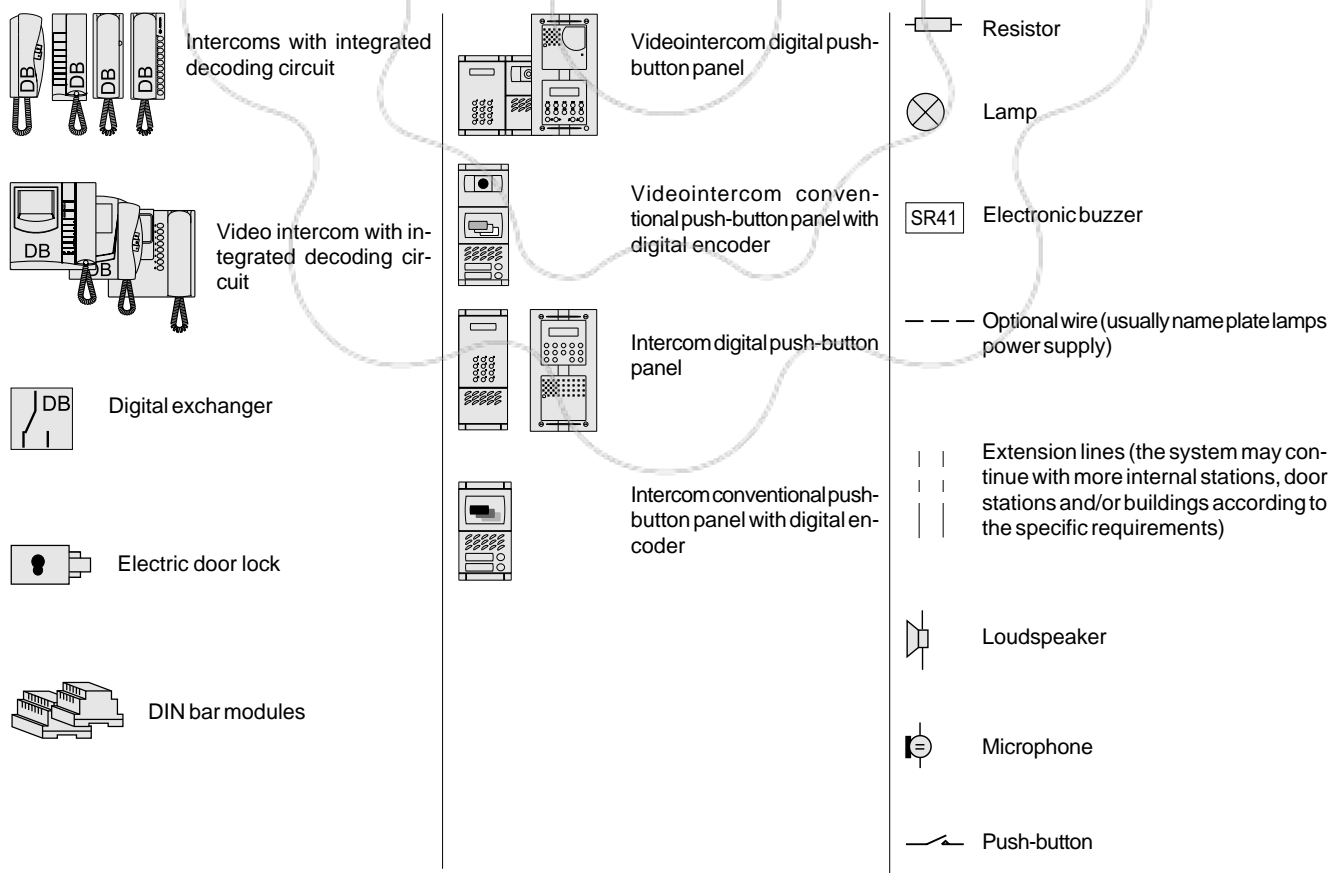 DB
DB
DB
DB
Intercoms with integrated
decoding circuit
DB
DB
Video intercom with in-
tegrated decoding cir-
cuit
DB
Digital exchanger
Electric door lock
DIN bar modules
Videointercom digital push-
button panel
Videointercom conven-
tional push-button panel with
digital encoder
Intercom digital push-button
panel
Intercom conventional push-
button panel with digital en-
coder
Resistor
Lamp
SR41
Electronic buzzer
Optional wire (usually name plate lamps
power supply)
Extension lines (the system may con-
tinue with more internal stations, door
stations and/or buildings according to
the specific requirements)
Loudspeaker
Microphone
Push-button